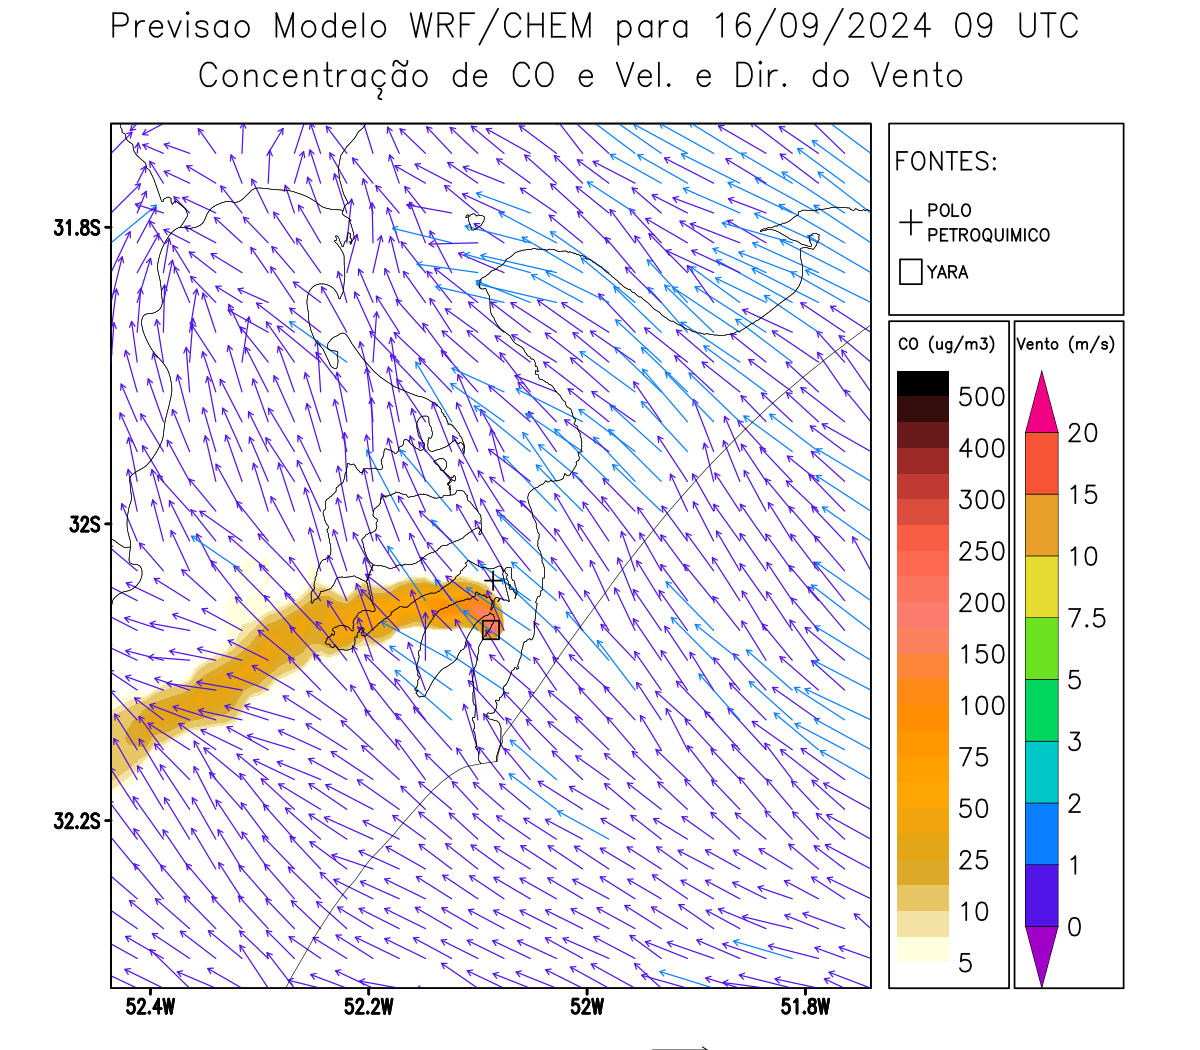 Previsao Modelo WRF/CHEM para 16/09/2024 09 UTC
Concentração de CO e Vel. e Dir. do Vento
FONTES:
POLO
PETROQUIMICO
YARA
CO (ug/m3)
500
400
300
250
200
150
100
75
50
25
10
5
Vento (m/s)
20
15
10
7.5
5
3
2
1
0
31.8S
32S
32.2S
52.4W
52.2W
52W
51.8W